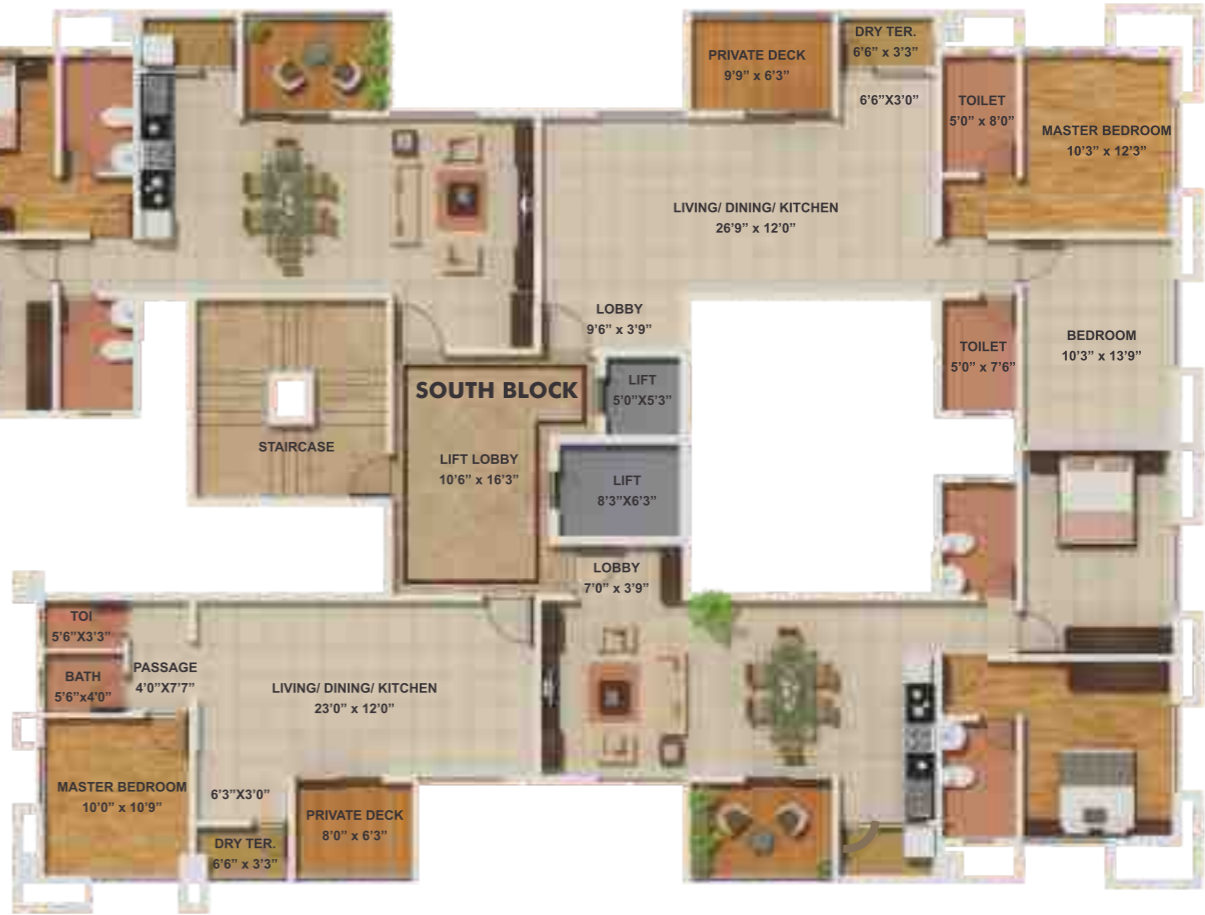 DRY TER.
6'6” x 3'3”
PRIVATE DECK
9'9” x 6'3”
6'6”X3'0”
TOILET
5'0” x 8'0”
MASTER BEDROOM
10'3” x 12'3”
LIVING/ DINING/ KITCHEN
26'9” x 12'0”
LOBBY
9'6” x 3'9”
TOILET
5'0” x 7'6”
BEDROOM
10'3” x 13'9”
SOUTH BLOCK
LIFT
5'0”X5'3”
STAIRCASE
LIFT LOBBY
10'6” x 16'3”
LIFT
8'3”X6'3”
LOBBY
7'0” x 3'9”
TOI
5'6”X3'3”
PASSAGE
4'0”X7'7”
BATH
5'6”x4'0”
LIVING/ DINING/ KITCHEN
23'0” x 12'0”
MASTER BEDROOM
10'0” x 10'9”
6'3”X3'0”
PRIVATE DECK
8'0” x 6'3”
DRY TER.
6'6” x 3'3”